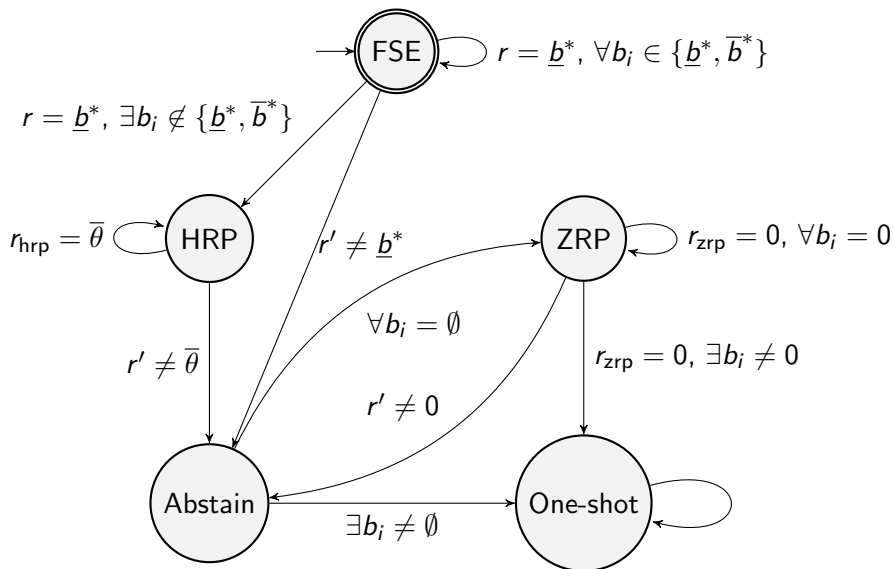 FSE
r = b̲*, ∀bᵢ ∈ {b̲*, b̅*}
r = b̲*, ∃bᵢ ∉ {b̲*, b̅*}
r_hrp = θ̅
HRP
r′ ≠ b̲*
ZRP
r_zrp = 0, ∀bᵢ = 0
∀bᵢ = ∅
r′ ≠ θ̅
r_zrp = 0, ∃bᵢ ≠ 0
r′ ≠ 0
Abstain
∃bᵢ ≠ ∅
One-shot